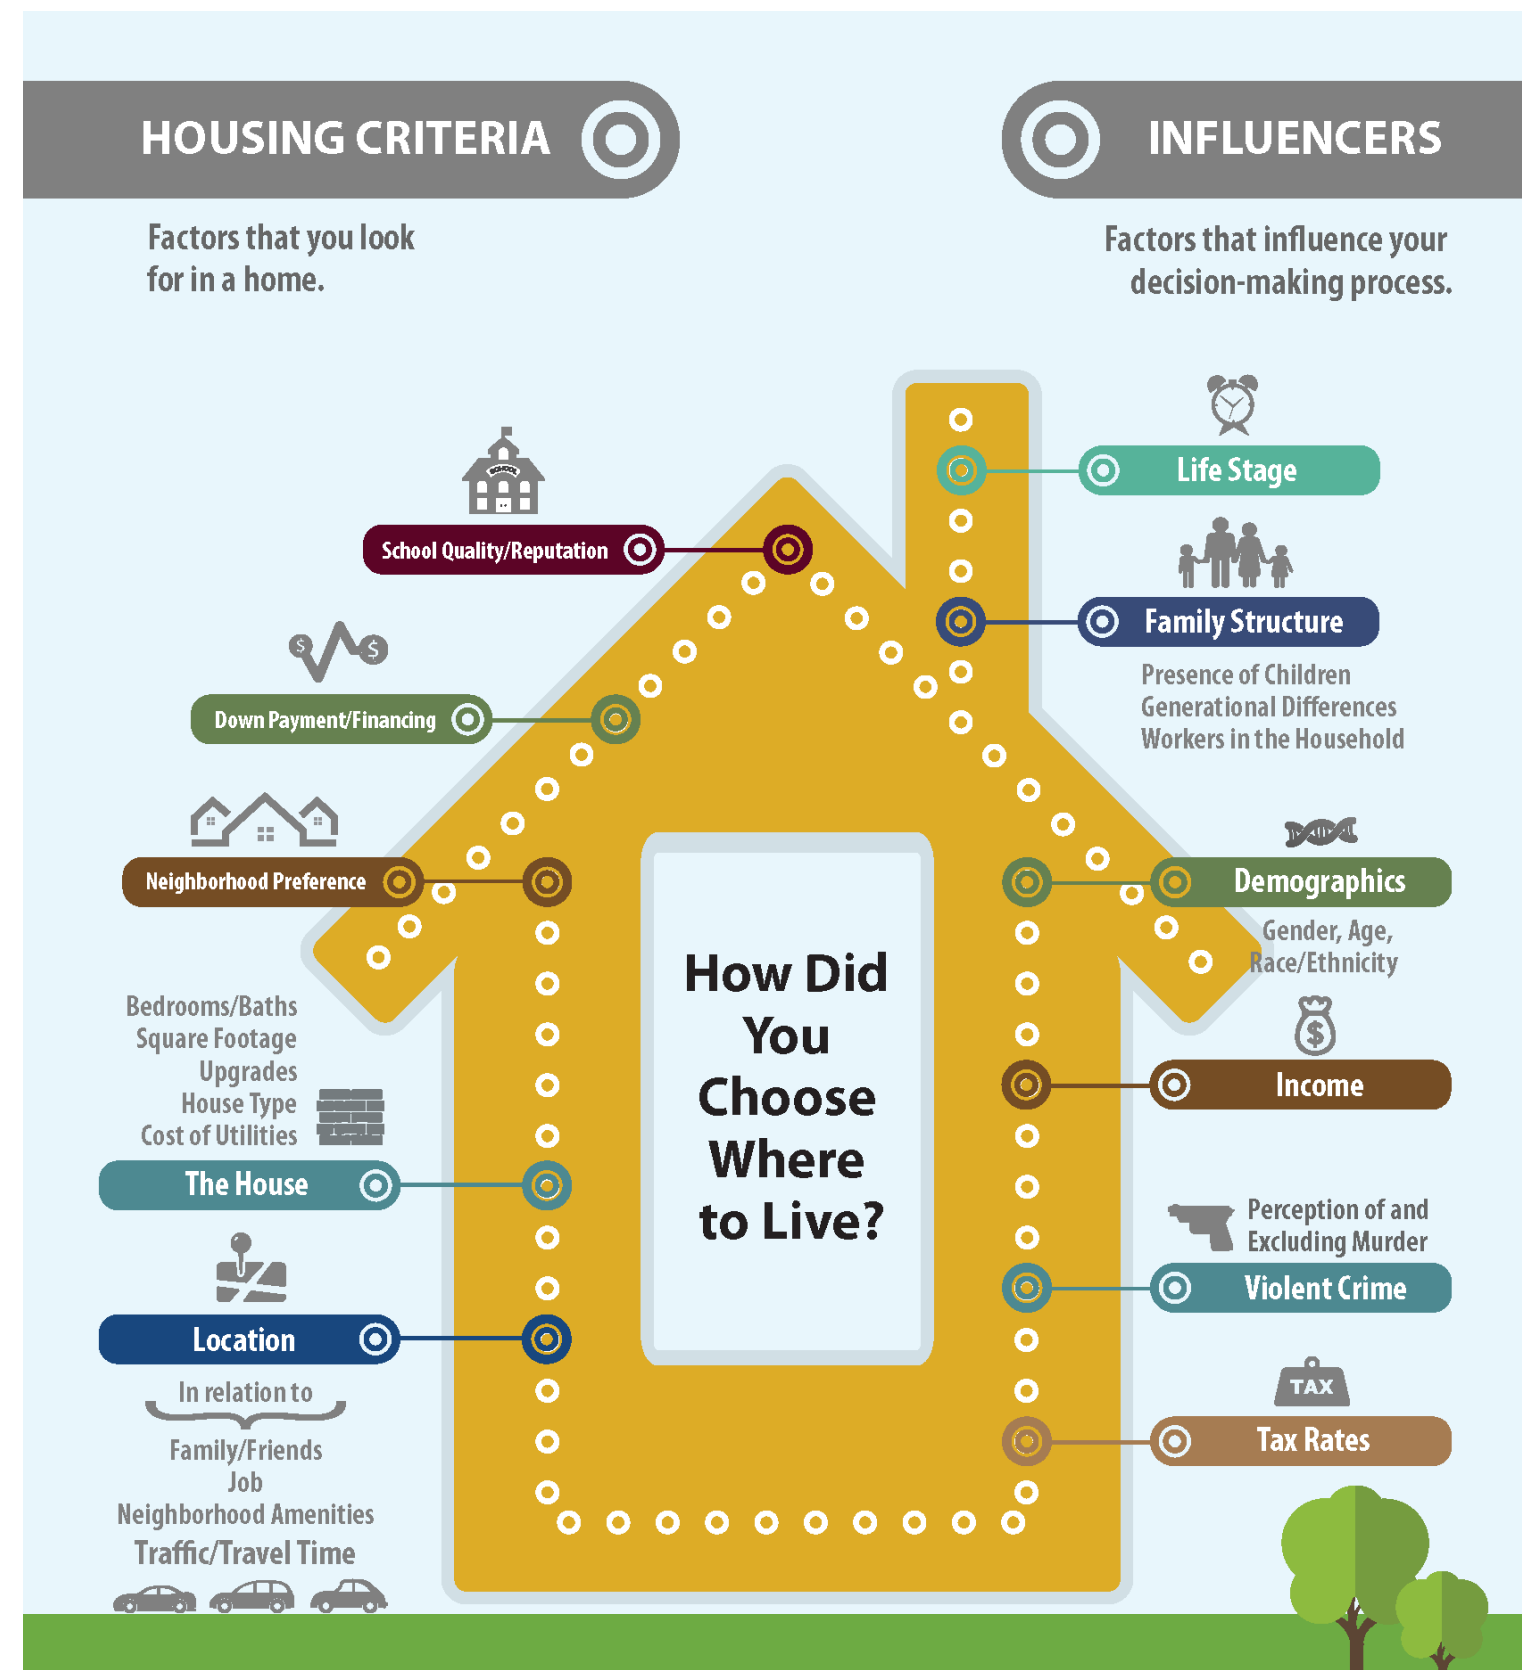 HOUSING CRITERIA
Factors that you look
for in a home.
INFLUENCERS
Factors that influence your
decision-making process.
SCHOOL
School Quality/Reputation
$ $
Down Payment/Financing
Neighborhood Preference
Bedrooms/Baths
Square Footage
Upgrades
House Type
Cost of Utilities
The House
Location
In relation to
Family/Friends
Job
Neighborhood Amenities
Traffic/Travel Time
How Did
You
Choose
Where
to Live?
Life Stage
Family Structure
Presence of Children
Generational Differences
Workers in the Household
Demographics
Gender, Age,
Race/Ethnicity
$
Income
Perception of and
Excluding Murder
Violent Crime
TAX
Tax Rates